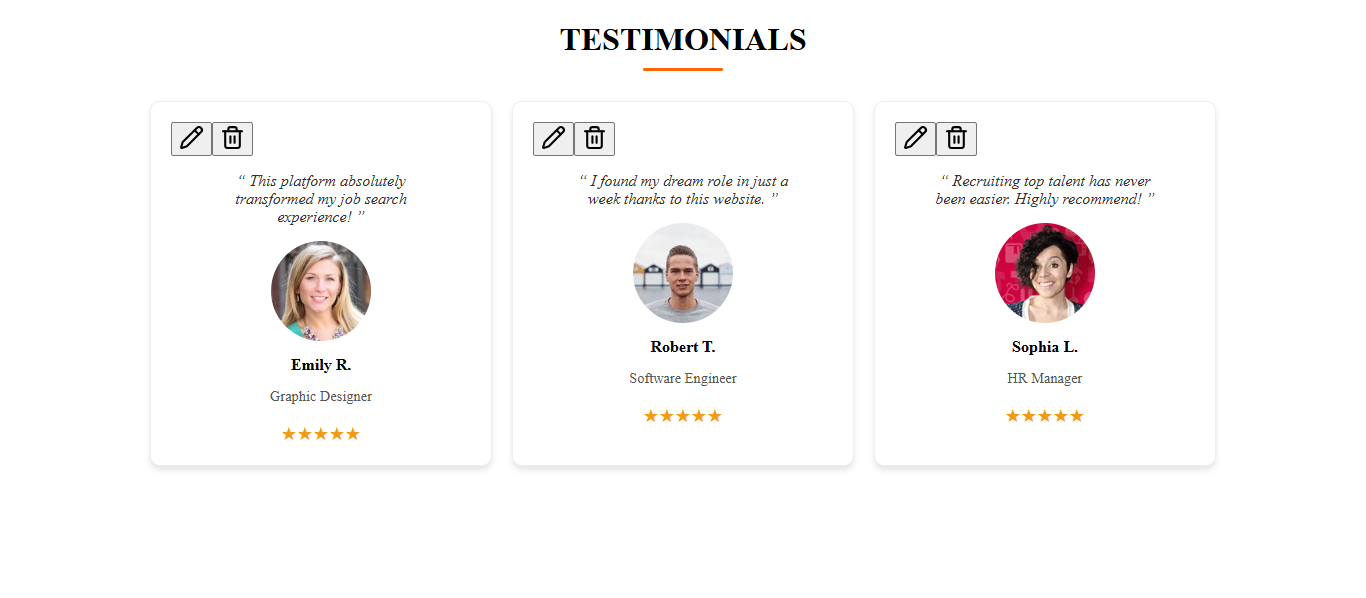 TESTIMONIALS
“ This platform absolutely
transformed my job search
experience! ”
Emily R.
Graphic Designer
★★★★★
“ I found my dream role in just a
week thanks to this website. ”
Robert T.
Software Engineer
★★★★★
“ Recruiting top talent has never
been easier. Highly recommend! ”
Sophia L.
HR Manager
★★★★★